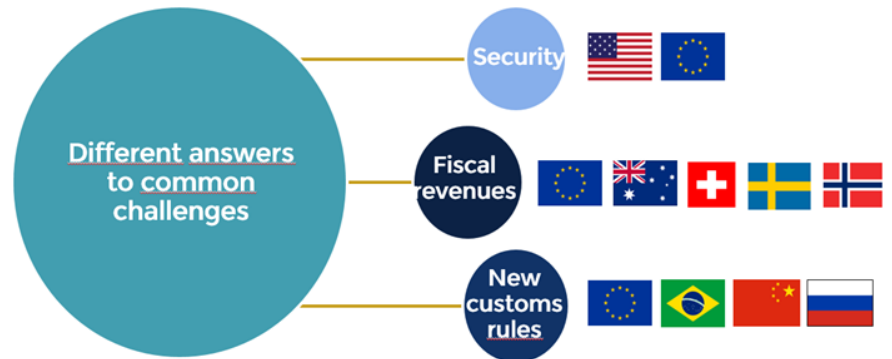 Security
Different answers
to common
challenges
Fiscal
revenues
New
customs
rules